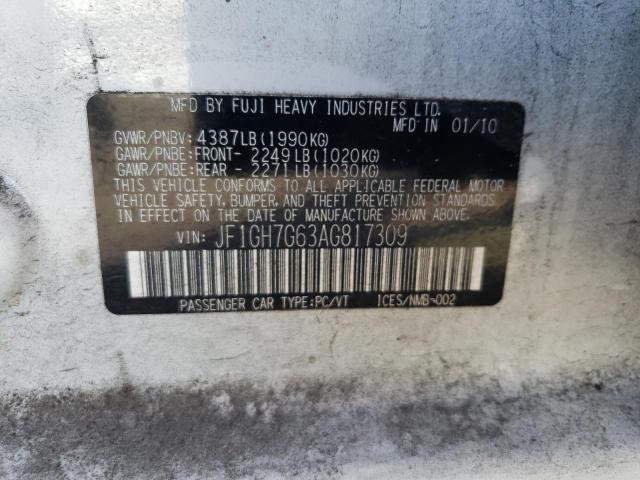 MFD BY FUJI HEAVY INDUSTRIES LTD.
MFD IN 01/10
GVWR/PNBV: 4387LB(1990KG)
GAWR/PNBE:FRONT- 2249LB(1020KG)
GAWR/PNBE:REAR - 2271LB(1030KG)
THIS VEHICLE CONFORMS TO ALL APPLICABLE FEDERAL MOTOR
VEHICLE SAFETY,BUMPER,AND THEFT PREVENTION STANDARDS
IN EFFECT ON THE DATE OF MANUFACTURE SHOWN ABOVE.
VIN: JF1GH7G63AG817309
PASSENGER CAR TYPE:PC/VT ICES/NMB-002